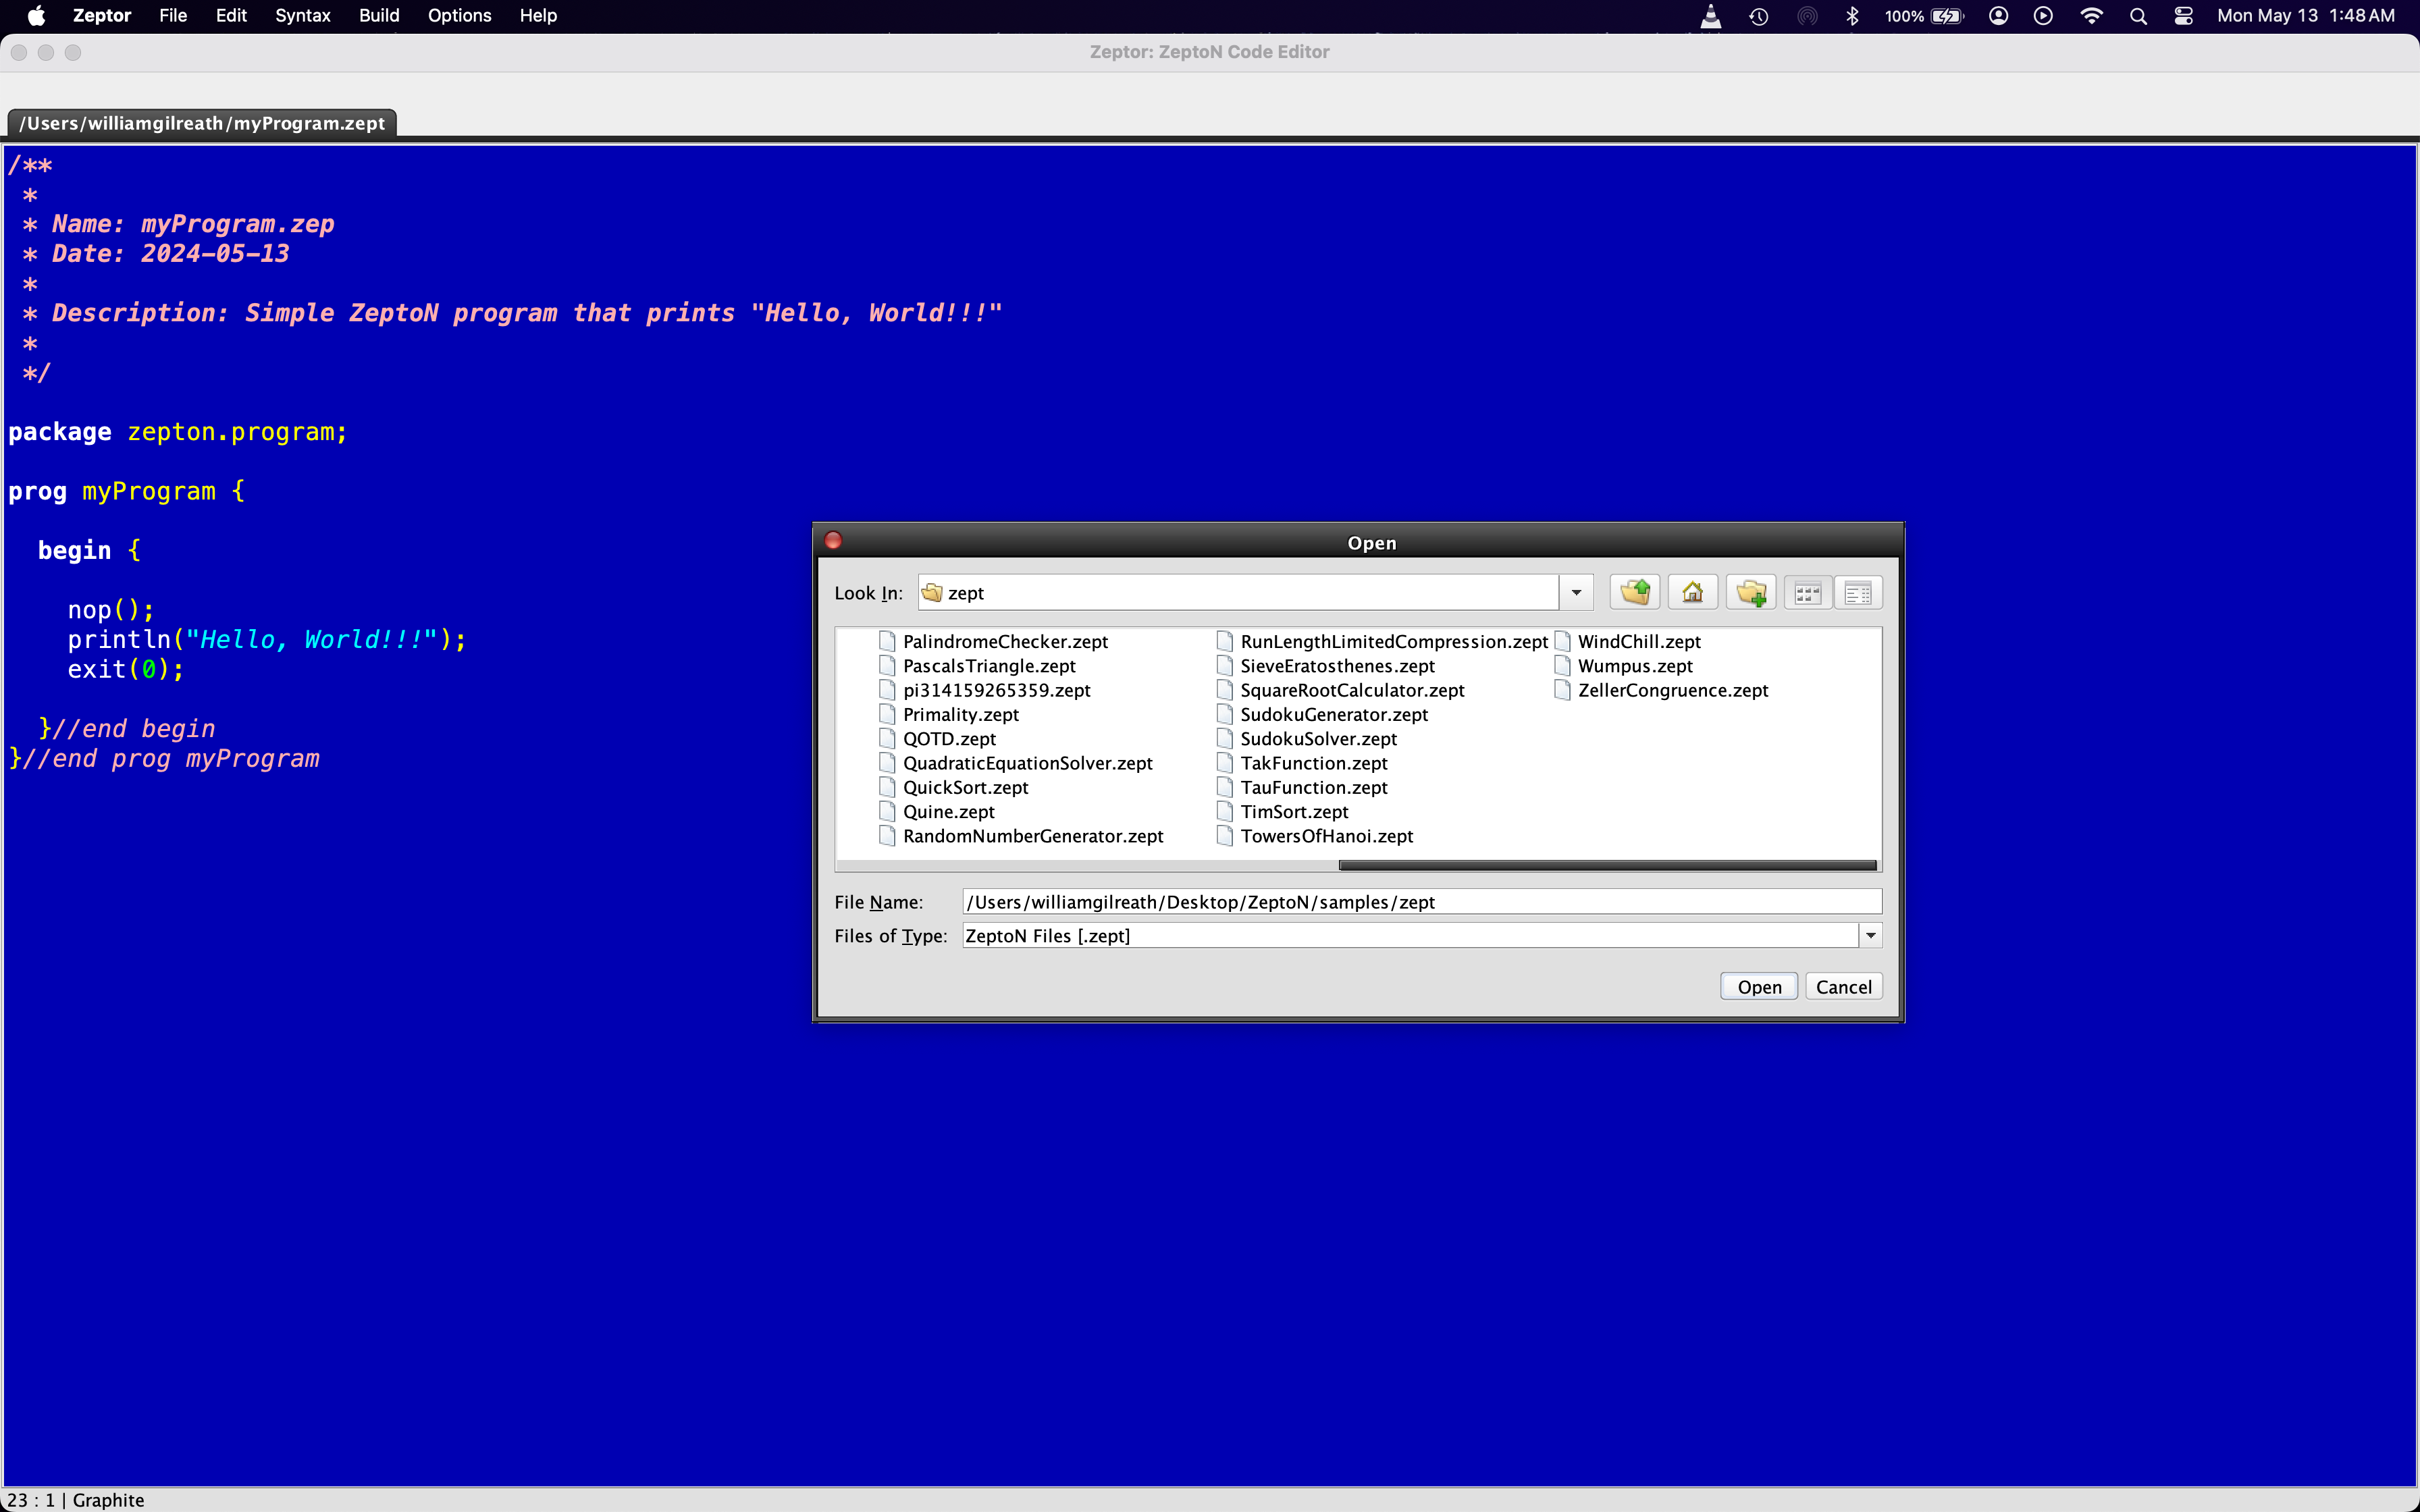 Zeptor File Edit Syntax Build Options Help 100% Mon May 13 1:48 AM
Zeptor: ZeptoN Code Editor
/Users/williamgilreath/myProgram.zept
/**
*
* Name: myProgram.zep
* Date: 2024-05-13
*
* Description: Simple ZeptoN program that prints "Hello, World!!!"
*
*/
package zepton.program;
prog myProgram {
begin {
nop();
println("Hello, World!!!");
exit(0);
}//end begin
}//end prog myProgram
Open
Look In: zept
PalindromeChecker.zept
PascalsTriangle.zept
pi314159265359.zept
Primality.zept
QOTD.zept
QuadraticEquationSolver.zept
QuickSort.zept
Quine.zept
RandomNumberGenerator.zept
RunLengthLimitedCompression.zept
SieveEratosthenes.zept
SquareRootCalculator.zept
SudokuGenerator.zept
SudokuSolver.zept
TakFunction.zept
TauFunction.zept
TimSort.zept
TowersOfHanoi.zept
WindChill.zept
Wumpus.zept
ZellerCongruence.zept
File Name: /Users/williamgilreath/Desktop/ZeptoN/samples/zept
Files of Type: ZeptoN Files [.zept]
Open Cancel
23 : 1 | Graphite